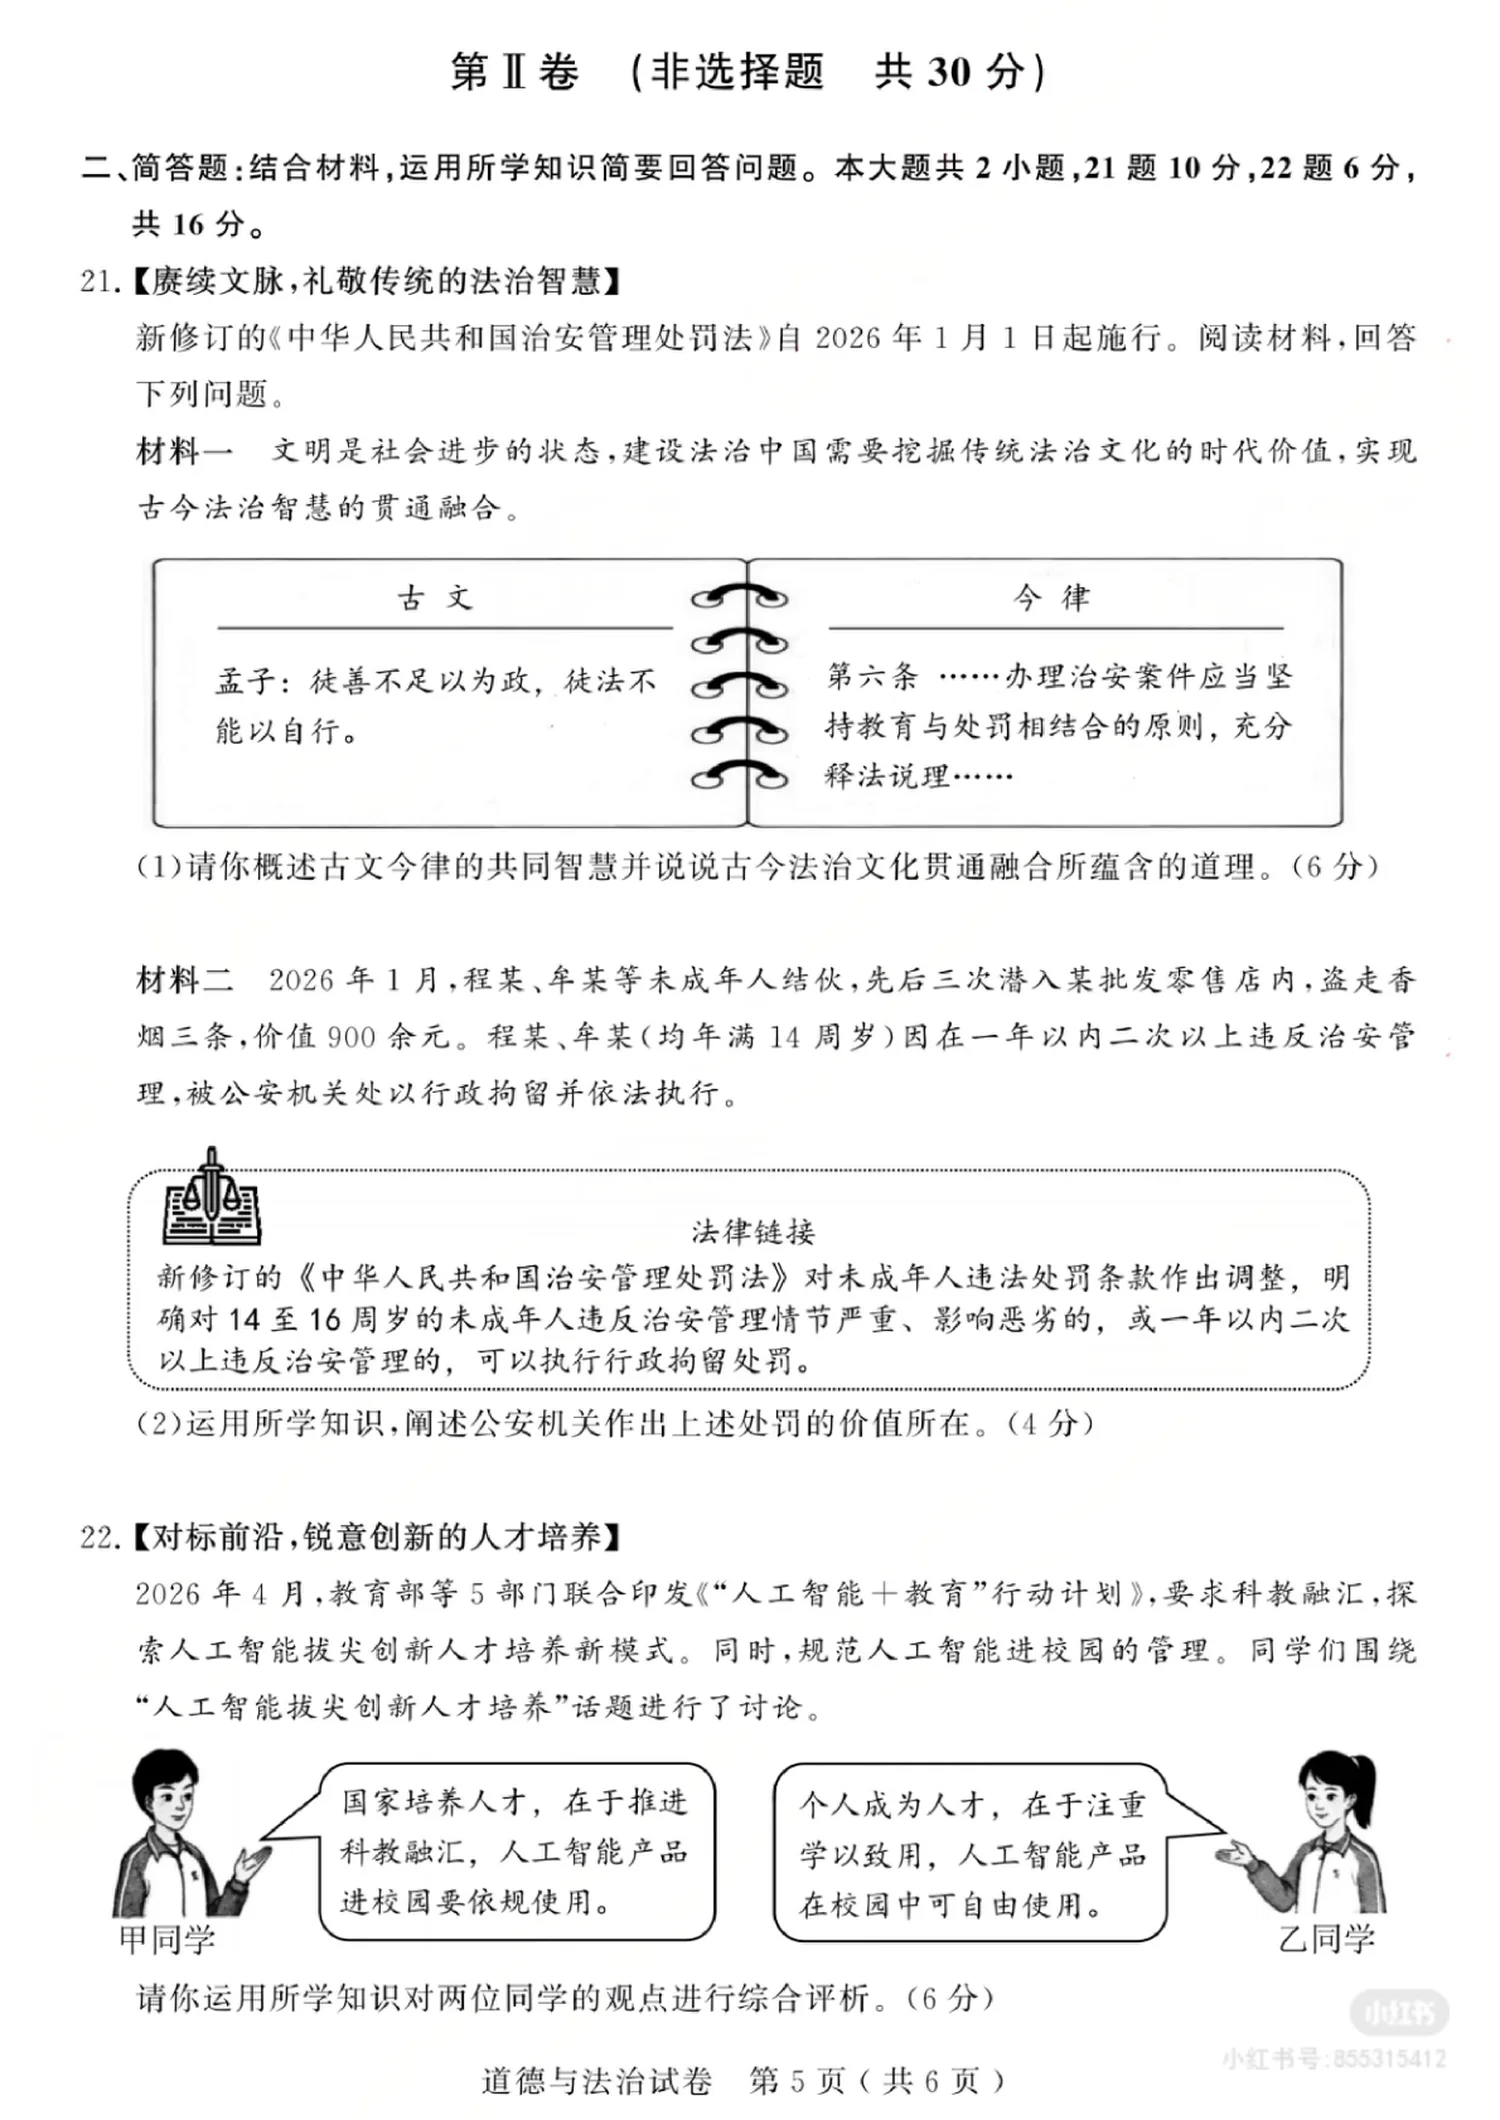 第Ⅱ卷 (非选择题 共30分)
二、简答题:结合材料,运用所学知识简要回答问题。本大题共2小题,21题10分,22题6分,
共16分。
21.【赓续文脉,礼敬传统的法治智慧】
新修订的《中华人民共和国治安管理处罚法》自2026年1月1日起施行。阅读材料,回答
下列问题。
材料一 文明是社会进步的状态,建设法治中国需要挖掘传统法治文化的时代价值,实现
古今法治智慧的贯通融合。
古文
孟子:徒善不足以为政,徒法不
能以自行。
今律
第六条 ……办理治安案件应当坚
持教育与处罚相结合的原则,充分
释法说理……
(1)请你概述古文今律的共同智慧并说说古今法治文化贯通融合所蕴含的道理。(6分)
材料二 2026年1月,程某、牟某等未成年人结伙,先后三次潜入某批发零售店内,盗走香
烟三条,价值900余元。程某、牟某(均年满14周岁)因在一年以内二次以上违反治安管
理,被公安机关处以行政拘留并依法执行。
法律链接
新修订的《中华人民共和国治安管理处罚法》对未成年人违法处罚条款作出调整,明
确对14至16周岁的未成年人违反治安管理情节严重、影响恶劣的,或一年以内二次
以上违反治安管理的,可以执行行政拘留处罚。
(2)运用所学知识,阐述公安机关作出上述处罚的价值所在。(4分)
22.【对标前沿,锐意创新的人才培养】
2026年4月,教育部等5部门联合印发《“人工智能+教育”行动计划》,要求科教融汇,探
索人工智能拔尖创新人才培养新模式。同时,规范人工智能进校园的管理。同学们围绕
“人工智能拔尖创新人才培养”话题进行了讨论。
国家培养人才,在于推进
科教融汇,人工智能产品
进校园要依规使用。
甲同学
个人成为人才,在于注重
学以致用,人工智能产品
在校园中可自由使用。
乙同学
请你运用所学知识对两位同学的观点进行综合评析。(6分)
小红书
小红书号:855315412
道德与法治试卷 第5页(共6页)